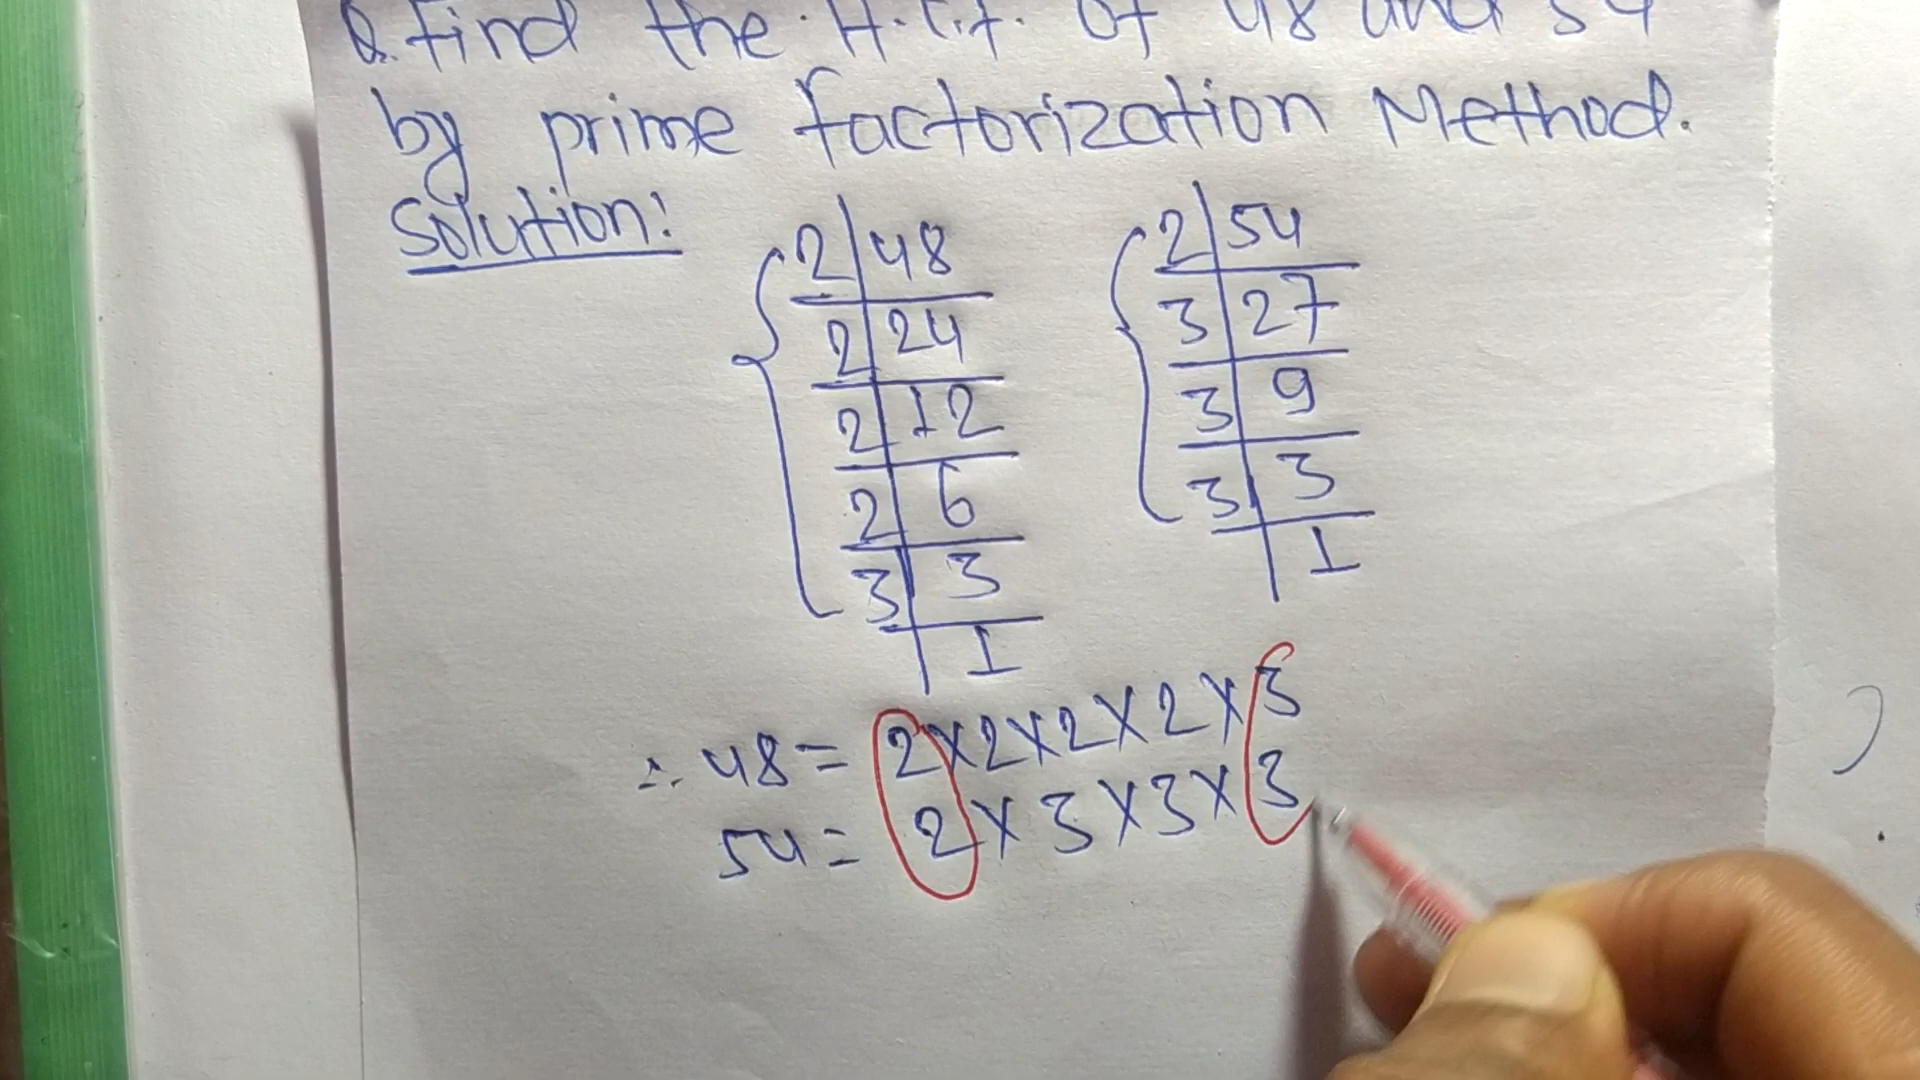 Q. Find the H.C.F. Of 48 and 54
by prime factorization Method.
Solution:
2 | 48
2 | 24
2 | 12
2 | 6
3 | 3
| 1
2 | 54
3 | 27
3 | 9
3 | 3
| 1
∴ 48 = 2×2×2×2×3
54 = 2×3×3×3